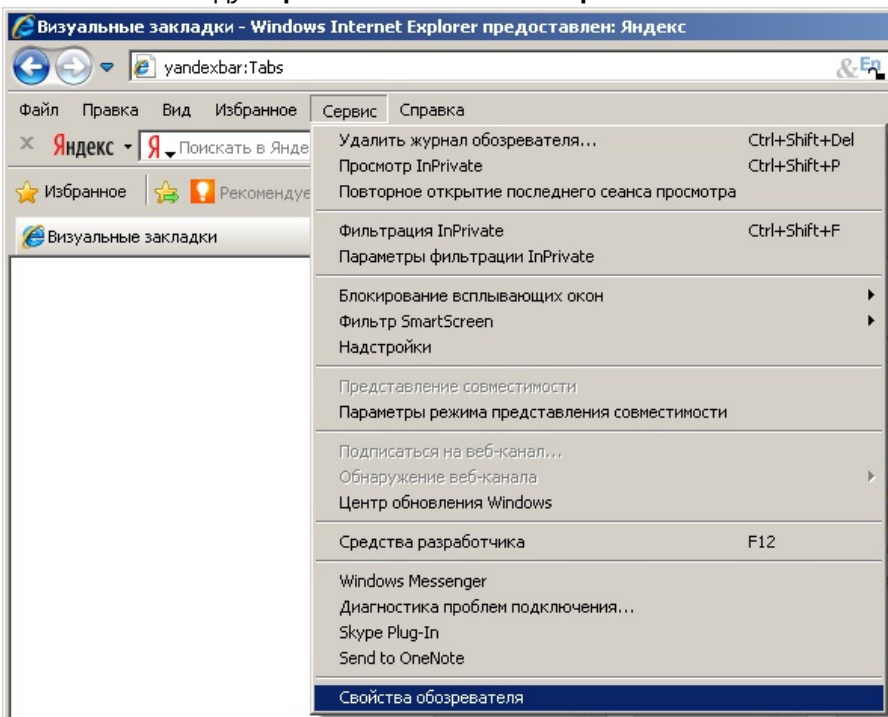 Визуальные закладки - Windows Internet Explorer предоставлен: Яндекс
yandexbar:Tabs
Файл Правка Вид Избранное Сервис Справка
Яндекс Я Поискать в Янде
Избранное Рекомендуе
Визуальные закладки
Удалить журнал обозревателя... Ctrl+Shift+Del
Просмотр InPrivate Ctrl+Shift+P
Повторное открытие последнего сеанса просмотра
Фильтрация InPrivate Ctrl+Shift+F
Параметры фильтрации InPrivate
Блокирование всплывающих окон
Фильтр SmartScreen
Надстройки
Представление совместимости
Параметры режима представления совместимости
Подписаться на веб-канал...
Обнаружение веб-канала
Центр обновления Windows
Средства разработчика F12
Windows Messenger
Диагностика проблем подключения...
Skype Plug-In
Send to OneNote
Свойства обозревателя